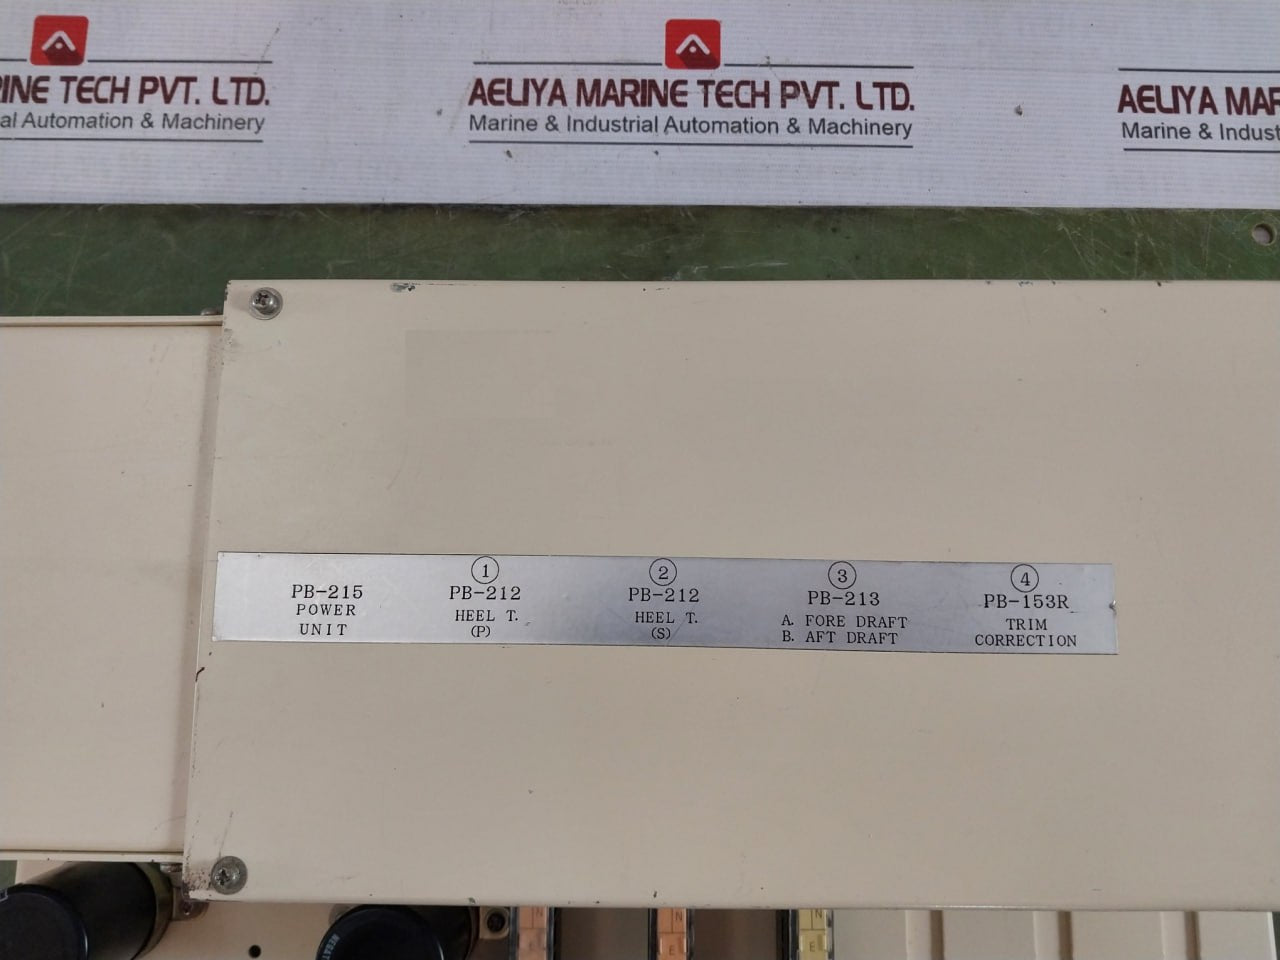 RINE TECH PVT. LTD.
al Automation & Machinery
AELIYA MARINE TECH PVT. LTD.
Marine & Industrial Automation & Machinery
AELIYA MAR
Marine & Indust
PB-215
POWER
UNIT
1
PB-212
HEEL T.
(P)
2
PB-212
HEEL T.
(S)
3
PB-213
A. FORE DRAFT
B. AFT DRAFT
4
PB-153R
TRIM
CORRECTION
N
E
N
E
N
E